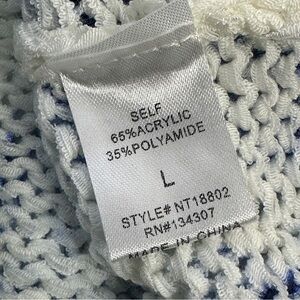 SELF
65%ACRYLIC
35%POLYAMIDE
L
STYLE# NT18802
RN#134307
MADE IN CHINA